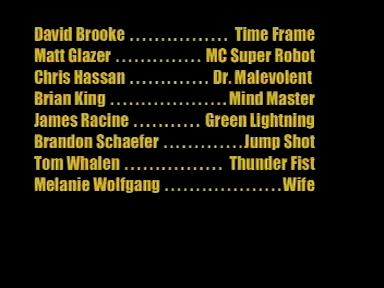 David Brooke ................ Time Frame
Matt Glazer .............. MC Super Robot
Chris Hassan ............. Dr. Malevolent
Brian King ...................Mind Master
James Racine ........... Green Lightning
Brandon Schaefer .............Jump Shot
Tom Whalen ................ Thunder Fist
Melanie Wolfgang ...................Wife